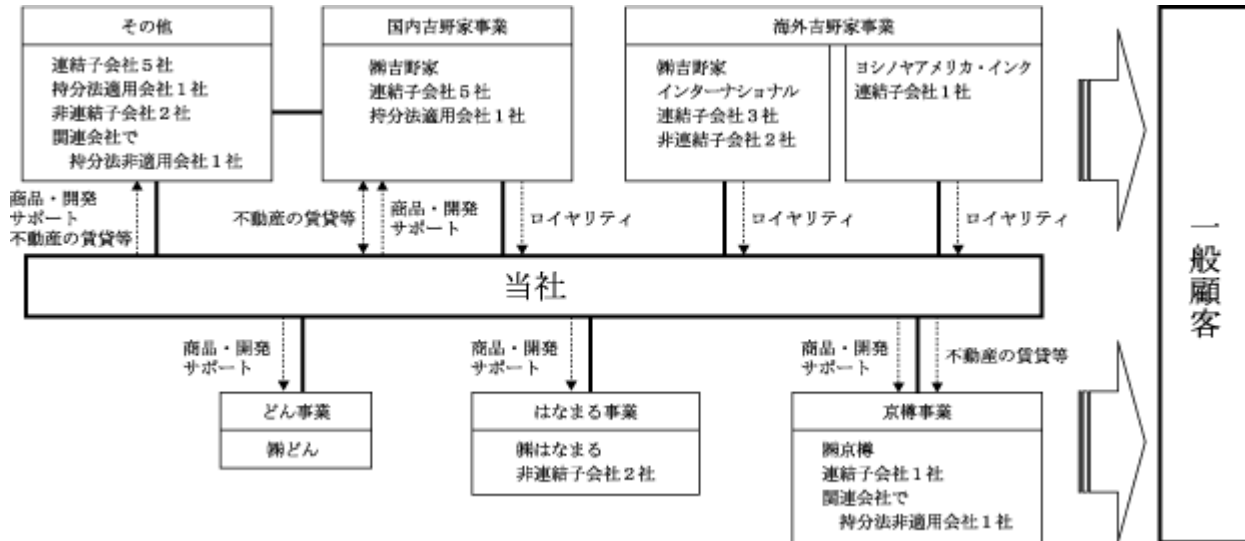 その他
連結子会社5社
持分法適用会社1社
非連結子会社2社
関連会社で
持分法非適用会社1社
国内吉野家事業
㈱吉野家
連結子会社5社
持分法適用会社1社
海外吉野家事業
㈱吉野家
インターナショナル
連結子会社3社
非連結子会社2社
ヨシノヤアメリカ・インク
連結子会社1社
商品・開発
サポート
不動産の賃貸等
不動産の賃貸等
商品・開発
サポート
ロイヤリティ
ロイヤリティ
ロイヤリティ
当社
一般顧客
商品・開発
サポート
商品・開発
サポート
商品・開発
サポート
不動産の賃貸等
どん事業
㈱どん
はなまる事業
㈱はなまる
非連結子会社2社
京樽事業
㈱京樽
連結子会社1社
関連会社で
持分法非適用会社1社